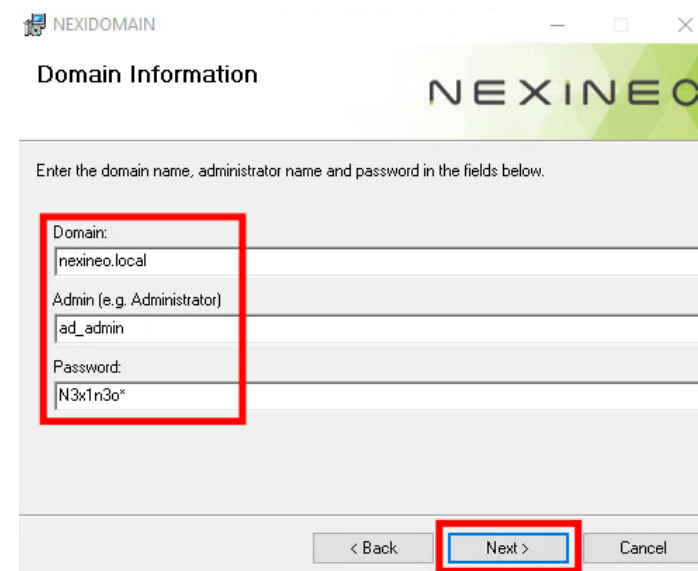 NEXIDOMAIN
Domain Information
NEXINEO
Enter the domain name, administrator name and password in the fields below.
Domain:
nexineo.local
Admin (e.g. Administrator)
ad_admin
Password:
N3x1n3o*
< Back
Next >
Cancel